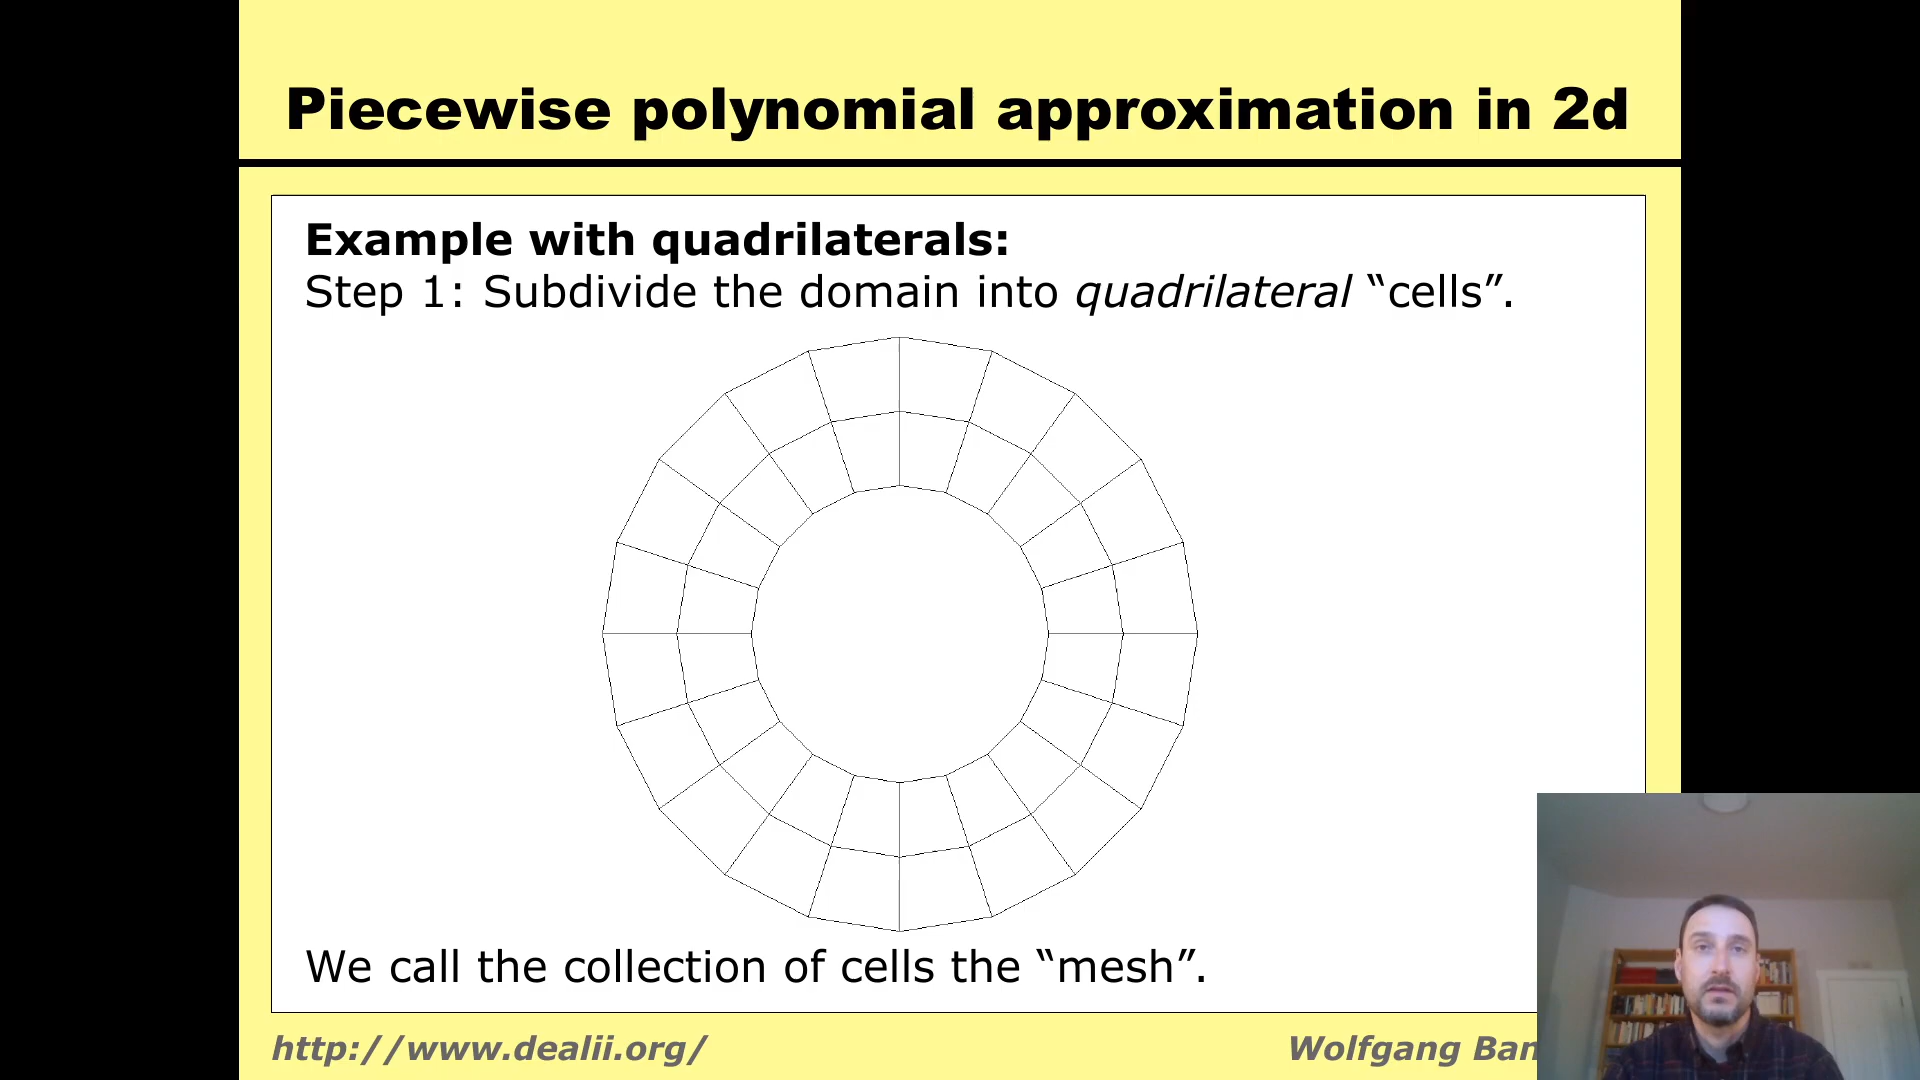 Piecewise polynomial approximation in 2d
Example with quadrilaterals:
Step 1: Subdivide the domain into quadrilateral “cells”.
We call the collection of cells the “mesh”.
http://www.dealii.org/
Wolfgang